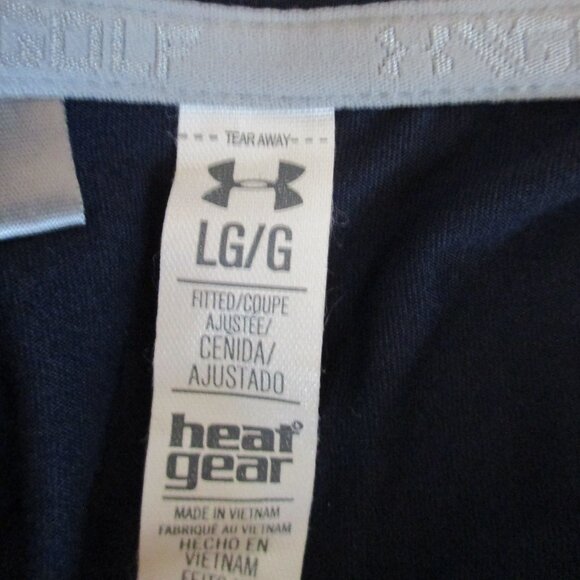 GOLF UA G
TEAR AWAY
LG/G
FITTED/COUPE
AJUSTÉE/
CEÑIDA/
AJUSTADO
heat
gear
MADE IN VIETNAM
FABRIQUÉ AU VIETNAM
HECHO EN
VIETNAM